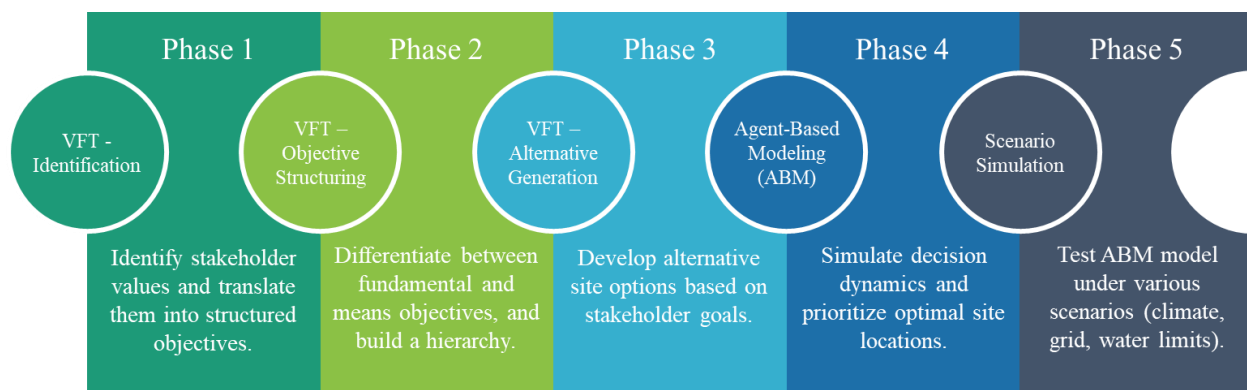 Phase 1
Phase 2
Phase 3
Phase 4
Phase 5
VFT -
Identification
VFT –
Objective
Structuring
VFT –
Alternative
Generation
Agent-Based
Modeling
(ABM)
Scenario
Simulation
Identify stakeholder
values and translate
them into structured
objectives.
Differentiate between
fundamental and
means objectives, and
build a hierarchy.
Develop alternative
site options based on
stakeholder goals.
Simulate decision
dynamics and
prioritize optimal site
locations.
Test ABM model
under various
scenarios (climate,
grid, water limits).